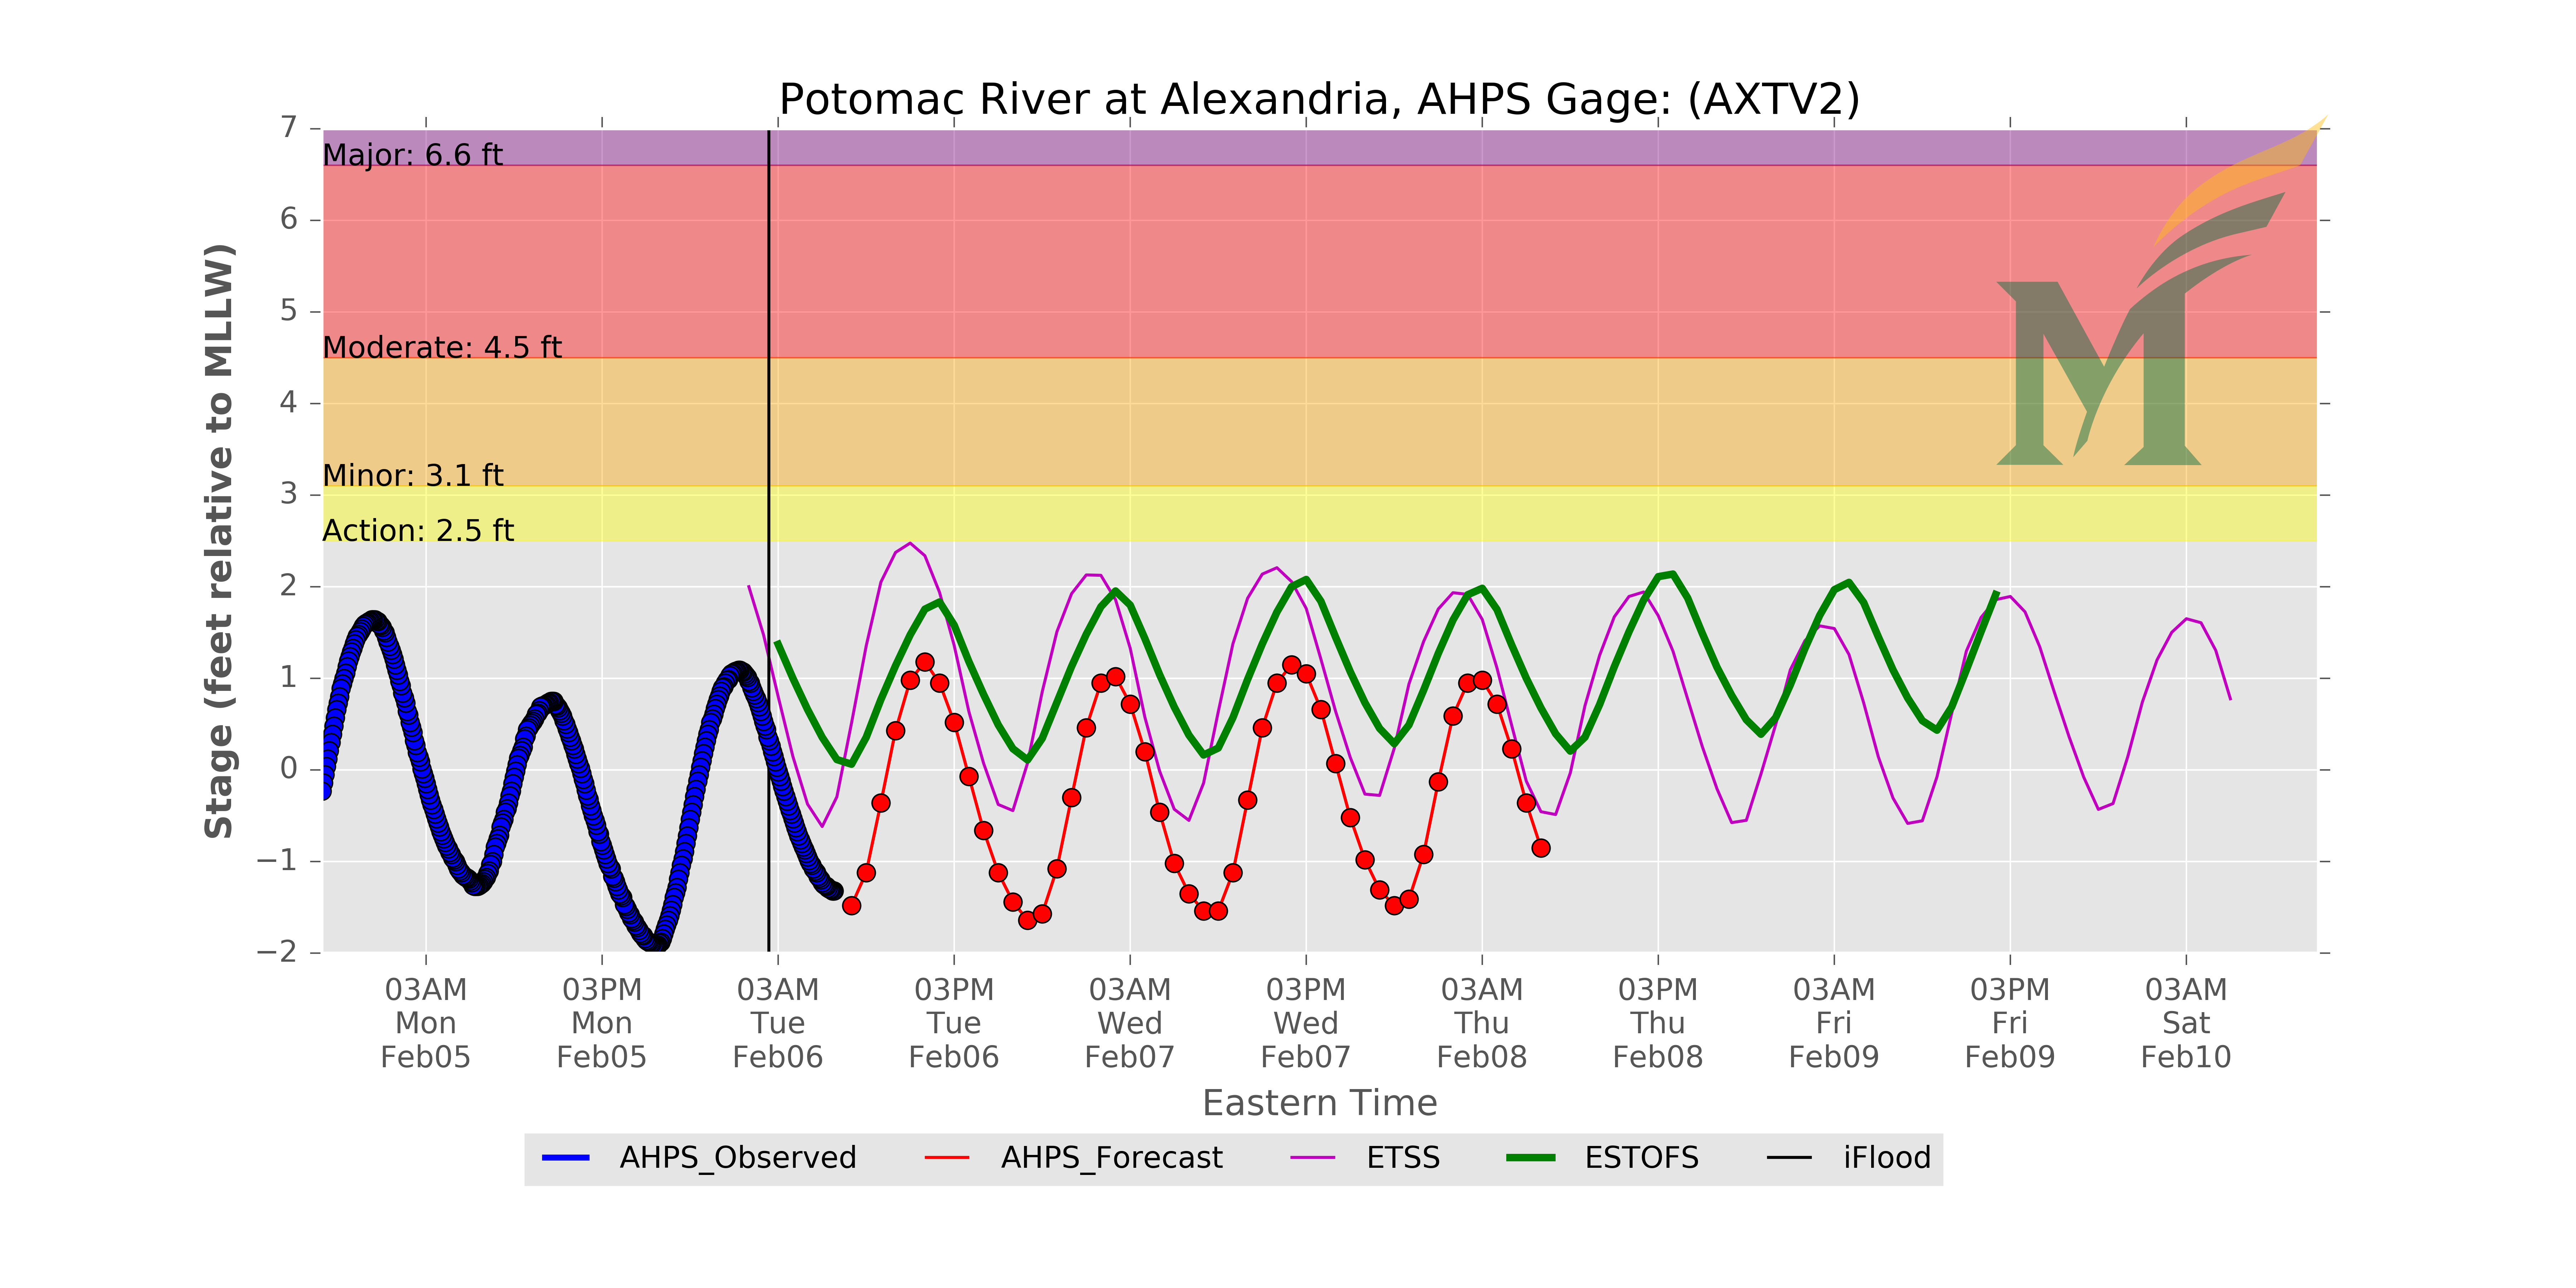 Potomac River at Alexandria, AHPS Gage: (AXTV2)
Stage (feet relative to MLLW)
7
6
5
4
3
2
1
0
−1
−2
Major: 6.6 ft
Moderate: 4.5 ft
Minor: 3.1 ft
Action: 2.5 ft
M
03AM 03PM 03AM 03PM 03AM 03PM 03AM 03PM 03AM 03PM 03AM
Mon Mon Tue Tue Wed Wed Thu Thu Fri Fri Sat
Feb05 Feb05 Feb06 Feb06 Feb07 Feb07 Feb08 Feb08 Feb09 Feb09 Feb10
Eastern Time
AHPS_Observed AHPS_Forecast ETSS ESTOFS iFlood